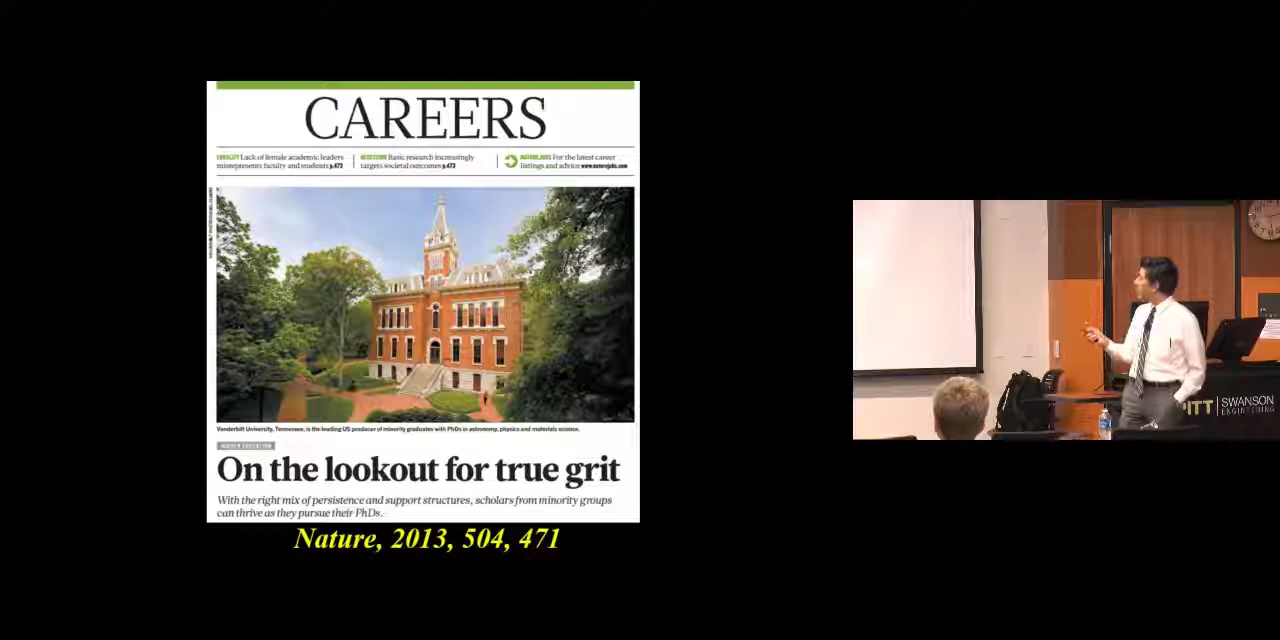 CAREERS
EQUALITY Lack of female academic leaders
misrepresents faculty and students p.473
Basic research increasingly
targets societal outcomes p.473
NATUREJOBS For the latest career
listings and advice www.naturejobs.com
Vanderbilt University, Tennessee, is the leading US producer of minority graduates with PhDs in astronomy, physics and materials science.
HIGHER EDUCATION
On the lookout for true grit
With the right mix of persistence and support structures, scholars from minority groups
can thrive as they pursue their PhDs.
Nature, 2013, 504, 471
PITT SWANSON
ENGINEERING